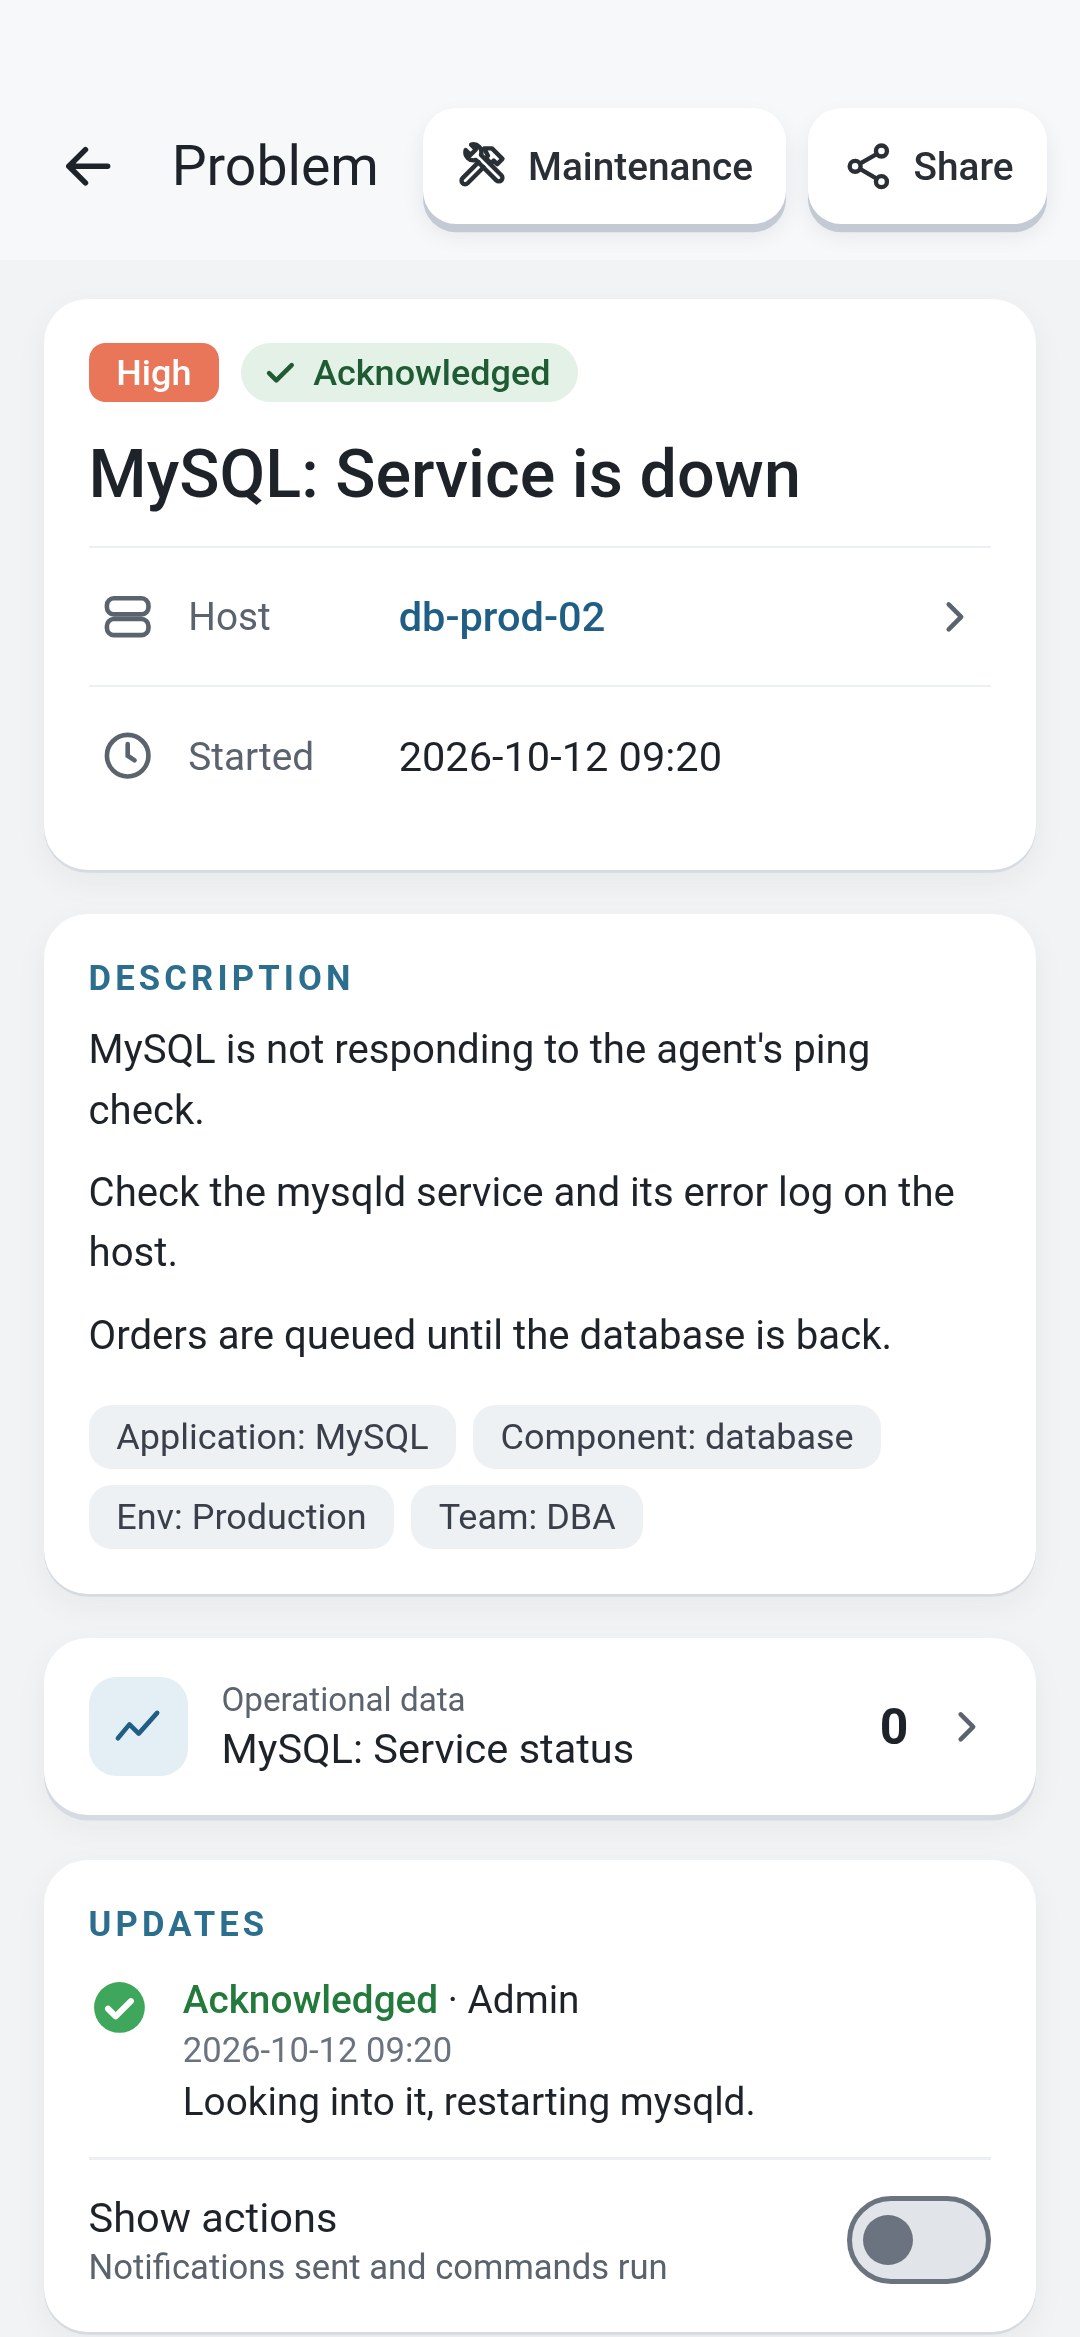 Problem
Maintenance
Share
High
Acknowledged
MySQL: Service is down
Host
db-prod-02
Started
2026-10-12 09:20
DESCRIPTION
MySQL is not responding to the agent's ping
check.
Check the mysqld service and its error log on the
host.
Orders are queued until the database is back.
Application: MySQL
Component: database
Env: Production
Team: DBA
Operational data
MySQL: Service status
0
UPDATES
Acknowledged · Admin
2026-10-12 09:20
Looking into it, restarting mysqld.
Show actions
Notifications sent and commands run